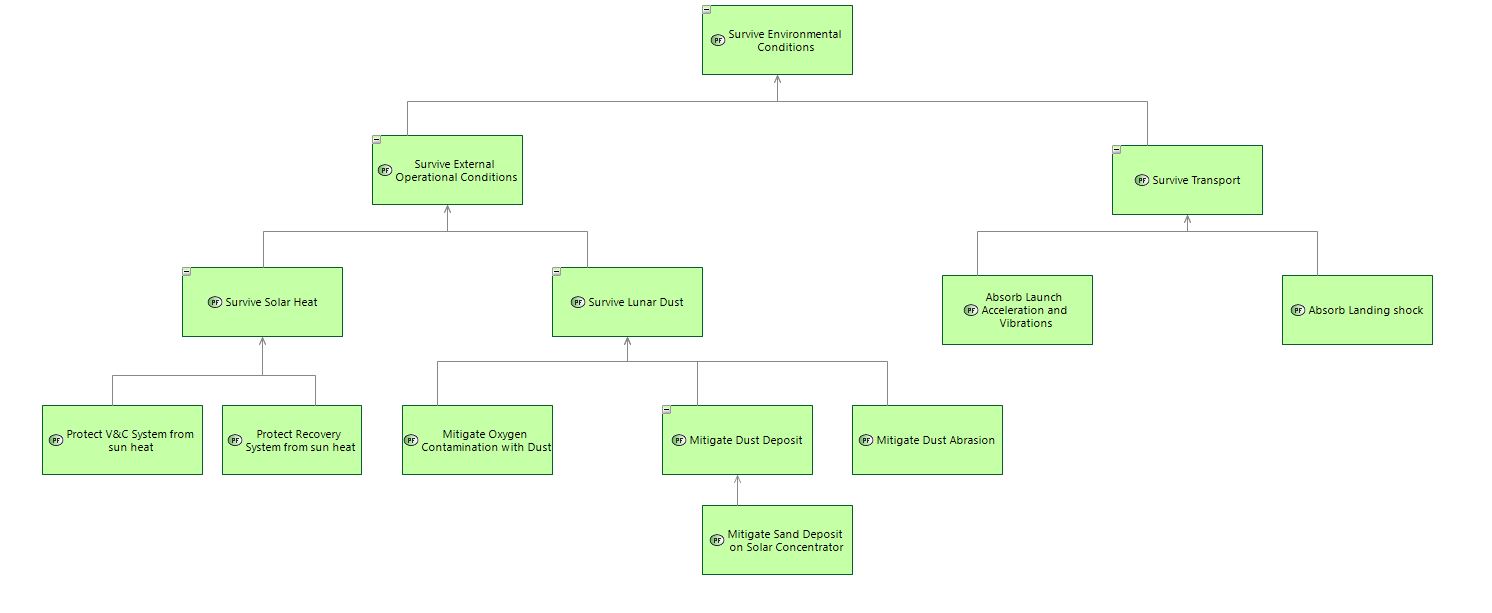 PF Survive Environmental
Conditions
PF Survive External
Operational Conditions
PF Survive Transport
PF Survive Solar Heat
PF Survive Lunar Dust
PF Absorb Launch
Acceleration and
Vibrations
PF Absorb Landing shock
PF Protect V&C System from
sun heat
PF Protect Recovery
System from sun heat
PF Mitigate Oxygen
Contamination with Dust
PF Mitigate Dust Deposit
PF Mitigate Dust Abrasion
PF Mitigate Sand Deposit
on Solar Concentrator